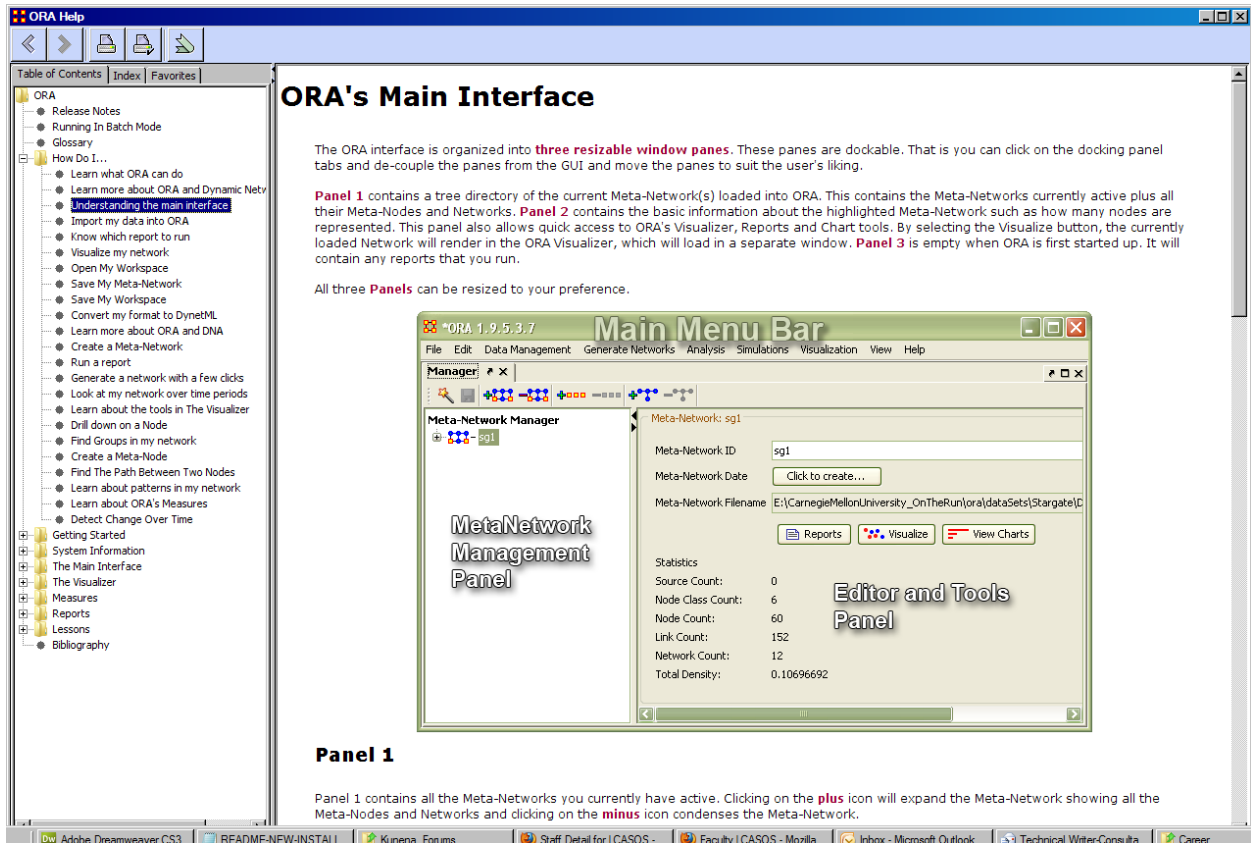 ORA Help
Table of Contents Index Favorites
ORA
Release Notes
Running In Batch Mode
Glossary
How Do I...
Learn what ORA can do
Learn more about ORA and Dynamic Netv
Understanding the main interface
Import my data into ORA
Know which report to run
Visualize my network
Open My Workspace
Save My Meta-Network
Save My Workspace
Convert my format to DynetML
Learn more about ORA and DNA
Create a Meta-Network
Run a report
Generate a network with a few clicks
Look at my network over time periods
Learn about the tools in The Visualizer
Drill down on a Node
Find Groups in my network
Create a Meta-Node
Find The Path Between Two Nodes
Learn about patterns in my network
Learn about ORA's Measures
Detect Change Over Time
Getting Started
System Information
The Main Interface
The Visualizer
Measures
Reports
Lessons
Bibliography
ORA's Main Interface
The ORA interface is organized into three resizable window panes. These panes are dockable. That is you can click on the docking panel
tabs and de-couple the panes from the GUI and move the panes to suit the user's liking.
Panel 1 contains a tree directory of the current Meta-Network(s) loaded into ORA. This contains the Meta-Networks currently active plus all
their Meta-Nodes and Networks. Panel 2 contains the basic information about the highlighted Meta-Network such as how many nodes are
represented. This panel also allows quick access to ORA's Visualizer, Reports and Chart tools. By selecting the Visualize button, the currently
loaded Network will render in the ORA Visualizer, which will load in a separate window. Panel 3 is empty when ORA is first started up. It will
contain any reports that you run.
All three Panels can be resized to your preference.
*ORA 1.9.5.3.7 Main Menu Bar
File Edit Data Management Generate Networks Analysis Simulations Visualization View Help
Manager
Meta-Network Manager
sg1
MetaNetwork
Management
Panel
Meta-Network: sg1
Meta-Network ID sg1
Meta-Network Date Click to create...
Meta-Network Filename E:\CarnegieMellonUniversity_OnTheRun\ora\dataSets\Stargate\D
Reports Visualize View Charts
Statistics
Source Count: 0
Node Class Count: 6
Node Count: 60
Link Count: 152
Network Count: 12
Total Density: 0.10696692
Editor and Tools
Panel
Panel 1
Panel 1 contains all the Meta-Networks you currently have active. Clicking on the plus icon will expand the Meta-Network showing all the
Meta-Nodes and Networks and clicking on the minus icon condenses the Meta-Network.
Dw Adobe Dreamweaver CS3 README-NEW-INSTALL Kunena Forums Staff Detail for | CASOS - Faculty | CASOS - Mozilla Inbox - Microsoft Outlook Technical Writer-Consulta Career